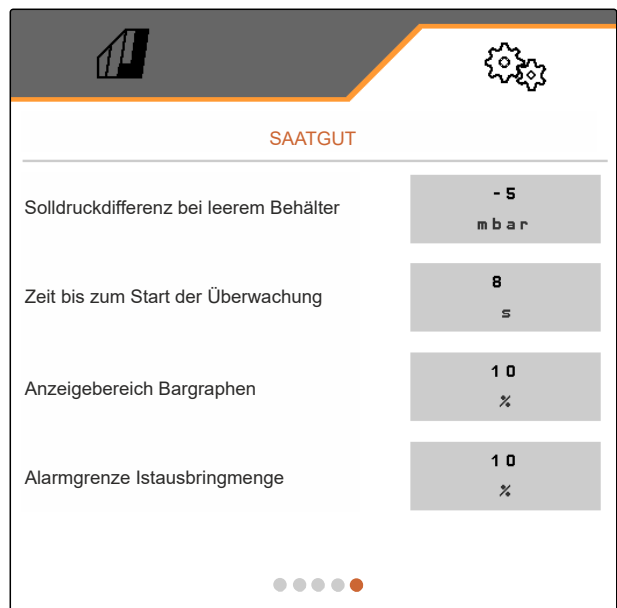 SAATGUT
Solldruckdifferenz bei leerem Behälter
-5
mbar
Zeit bis zum Start der Überwachung
8
s
Anzeigebereich Bargraphen
10
%
Alarmgrenze Istausbringmenge
10
%